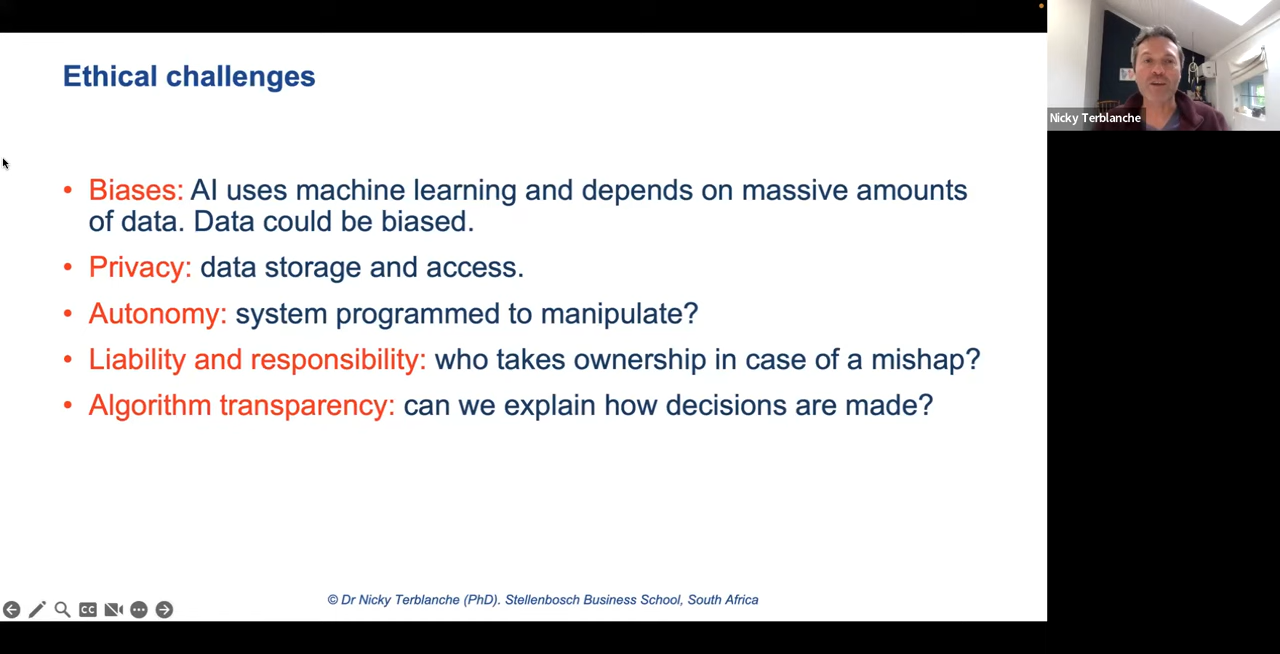 Ethical challenges
Nicky Terblanche
• Biases: AI uses machine learning and depends on massive amounts
of data. Data could be biased.
• Privacy: data storage and access.
• Autonomy: system programmed to manipulate?
• Liability and responsibility: who takes ownership in case of a mishap?
• Algorithm transparency: can we explain how decisions are made?
© Dr Nicky Terblanche (PhD). Stellenbosch Business School, South Africa
CC